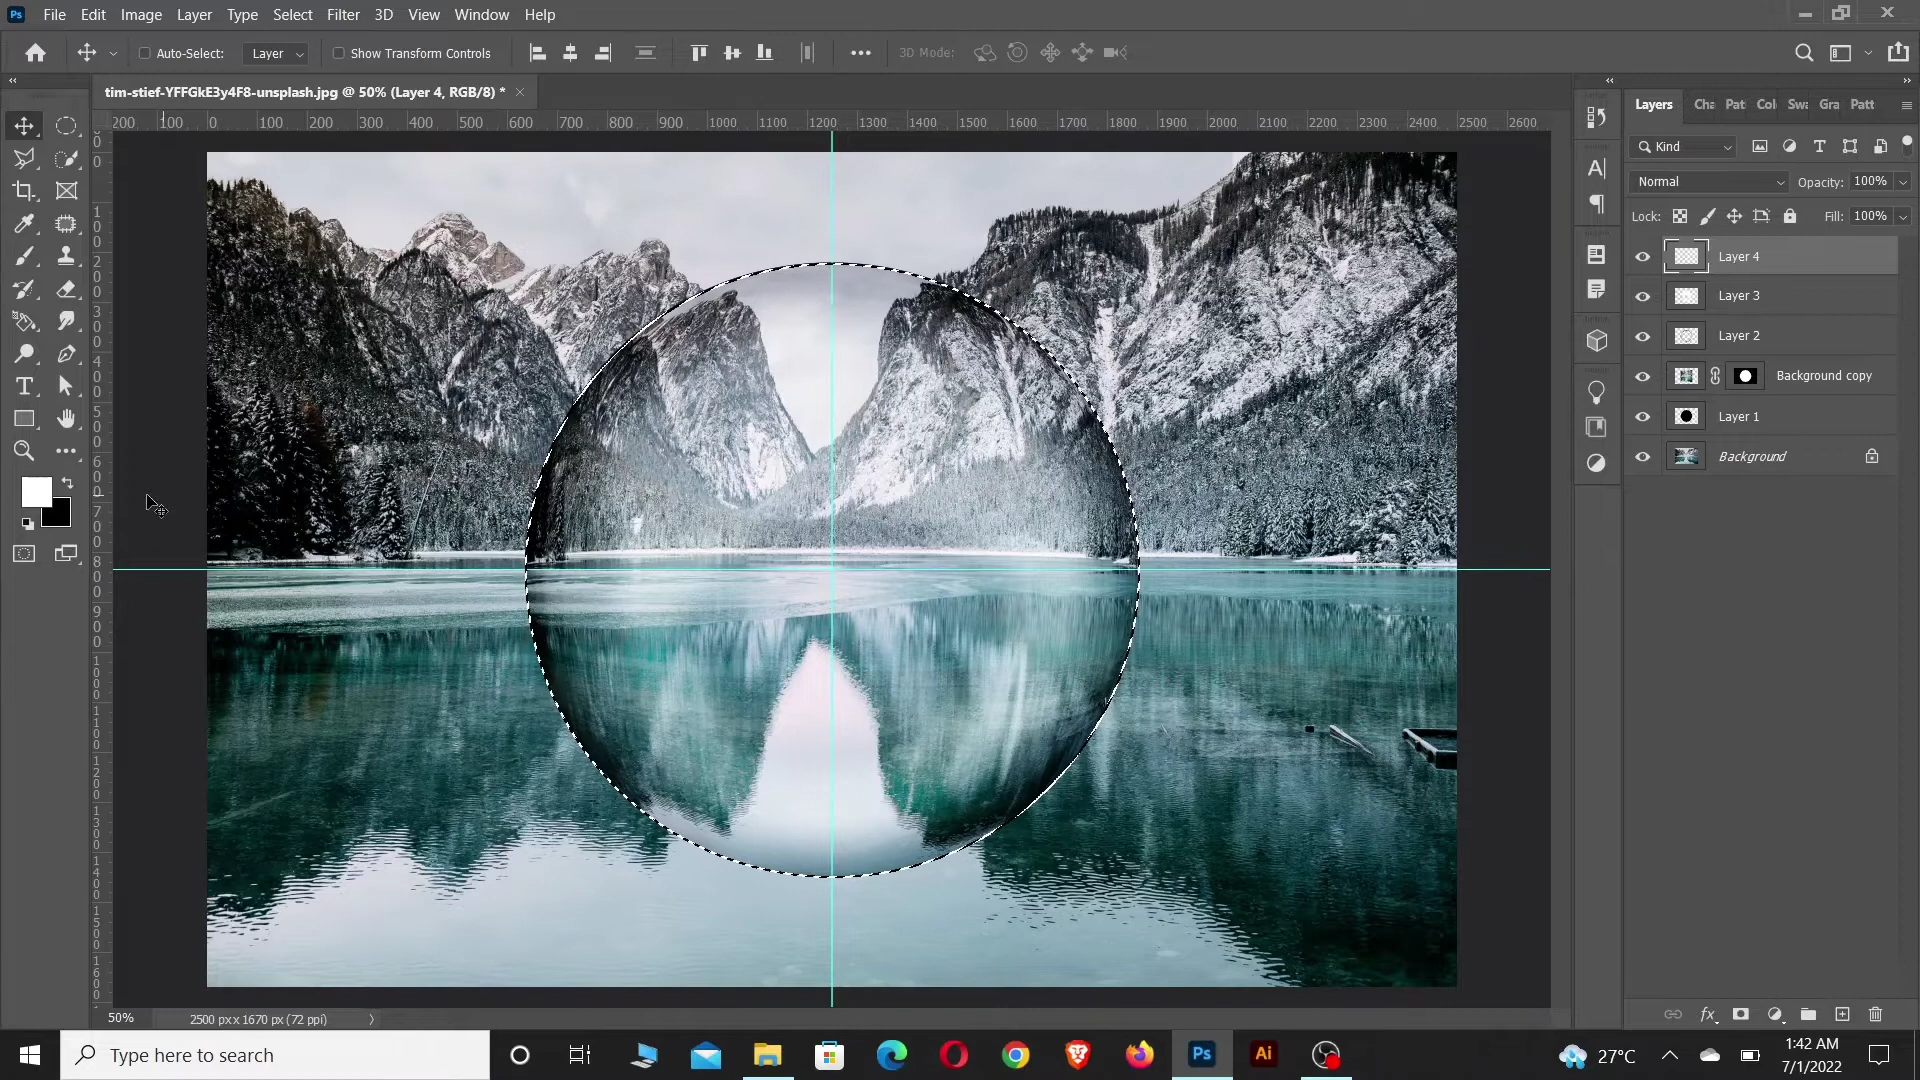 Ps File Edit Image Layer Type Select Filter 3D View Window Help
Auto-Select: Layer Show Transform Controls 3D Mode:
tim-stief-YFFGkE3y4F8-unsplash.jpg @ 50% (Layer 4, RGB/8) *
200 100 0 100 200 300 400 500 600 700 800 900 1000 1100 1200 1300 1400 1500 1600 1700 1800 1900 2000 2100 2200 2300 2400 2500 2600
Layers Cha Pat Col Swa Gra Patt
Kind
Normal Opacity: 100%
Lock: Fill: 100%
Layer 4
Layer 3
Layer 2
Background copy
Layer 1
Background
50% 2500 px x 1670 px (72 ppi)
Type here to search
Ps Ai
27°C
1:42 AM
7/1/2022